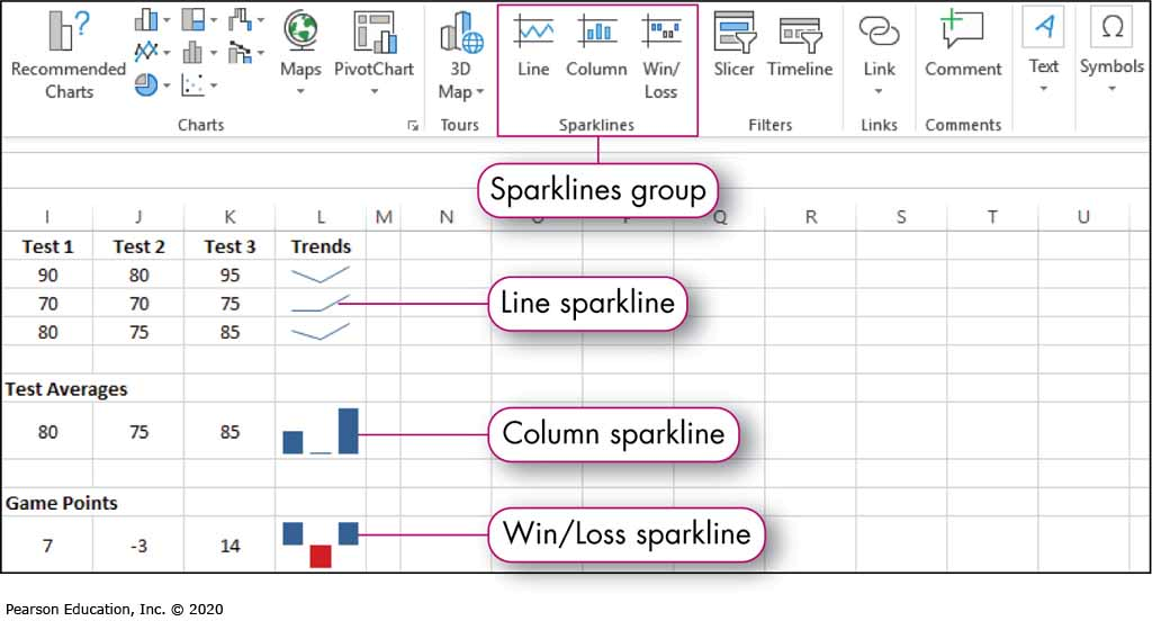 Recommended
Charts
Maps
PivotChart
3D
Map
Line
Column
Win/
Loss
Slicer
Timeline
Link
Comment
Text
Symbols
Charts
Tours
Sparklines
Filters
Links
Comments
Sparklines group
I J K L M N Q R S T U
Test 1 Test 2 Test 3 Trends
90 80 95
70 70 75
Line sparkline
80 75 85
Test Averages
80 75 85
Column sparkline
Game Points
7 -3 14
Win/Loss sparkline
Pearson Education, Inc. © 2020